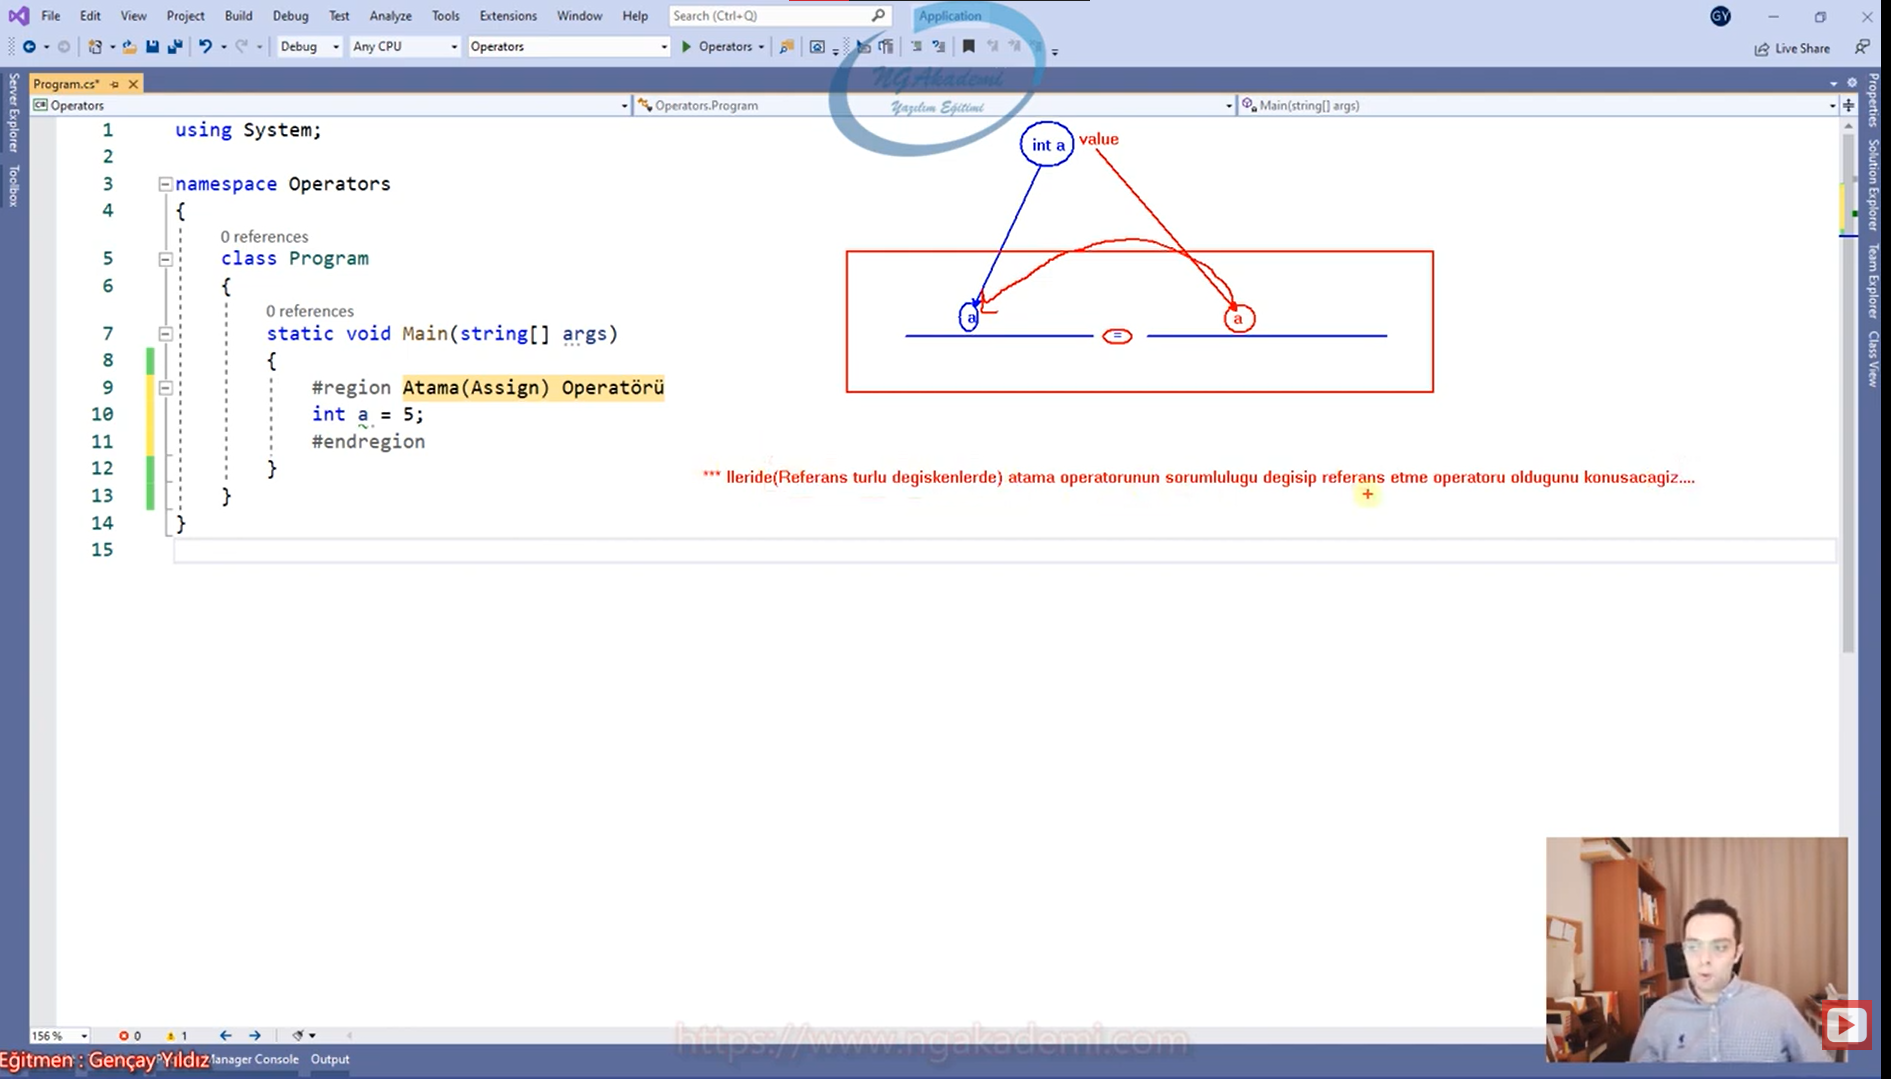 File Edit View Project Build Debug Test Analyze Tools Extensions Window Help Search (Ctrl+Q) Application GY
Debug Any CPU Operators Operators Live Share
NGAkademi
Yazılım Eğitimi
Program.cs*
Operators Operators.Program Main(string[] args)
Server Explorer
Toolbox
Properties
Solution Explorer
Team Explorer
Class View
1 using System;
2
3 namespace Operators
4 {
0 references
5 class Program
6 {
0 references
7 static void Main(string[] args)
8 {
9 #region Atama(Assign) Operatörü
10 int a = 5;
11 #endregion
12 }
13 }
14 }
15
int a value
a = a
*** Ileride(Referans turlu degiskenlerde) atama operatorunun sorumlulugu degisip referans etme operatoru oldugunu konusacagiz....
156 % 0 1
https://www.ngakademi.com
Eğitmen : Gençay Yıldız Manager Console Output